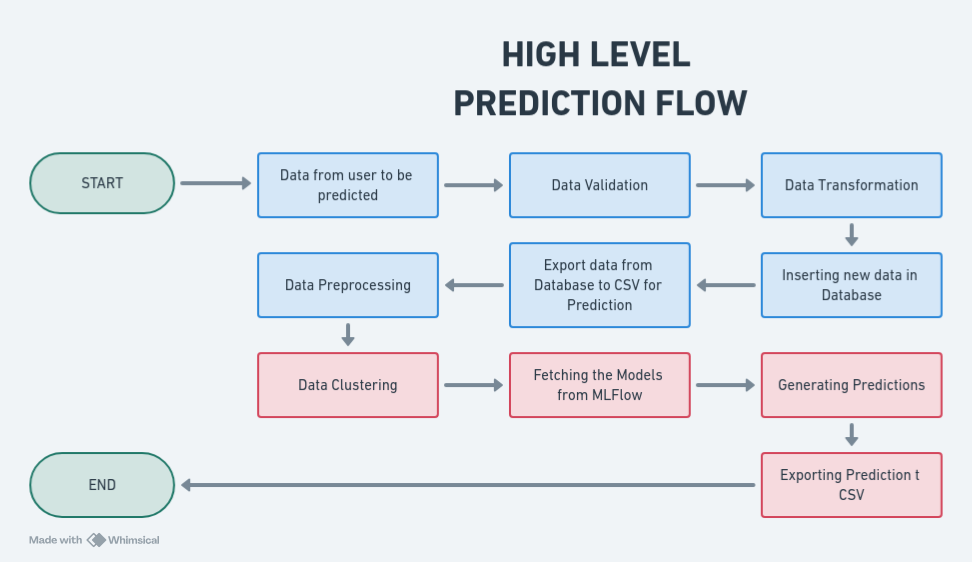 HIGH LEVEL
PREDICTION FLOW
START
Data from user to be
predicted
Data Validation
Data Transformation
Inserting new data in
Database
Export data from
Database to CSV for
Prediction
Data Preprocessing
Data Clustering
Fetching the Models
from MLFlow
Generating Predictions
Exporting Prediction t
CSV
END
Made with Whimsical